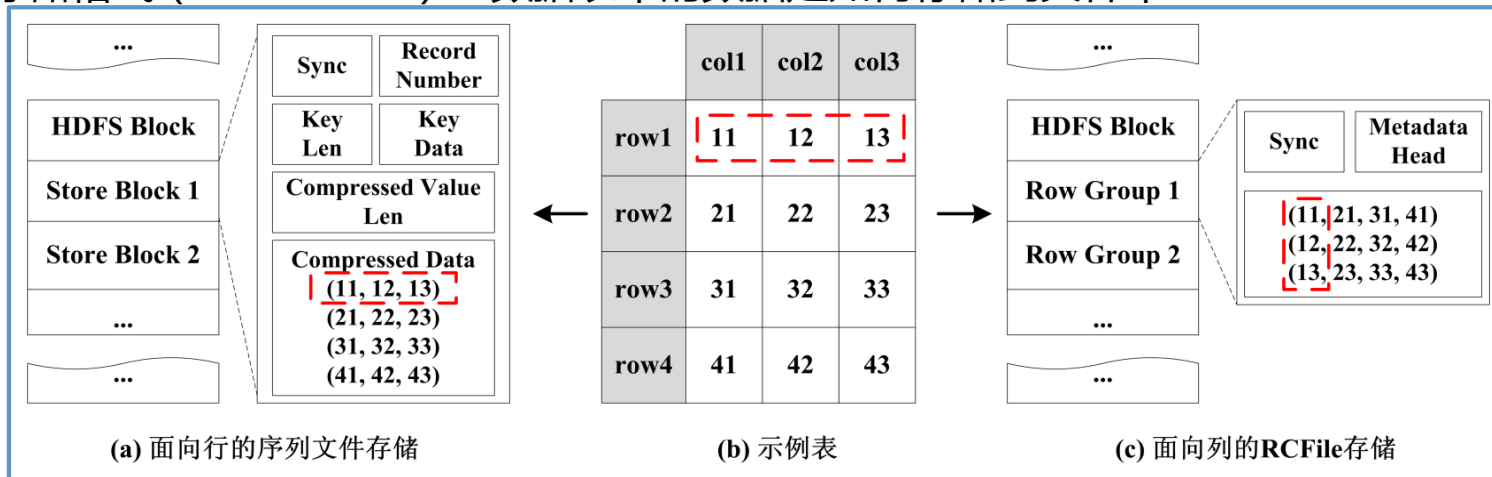 ...
HDFS Block
Store Block 1
Store Block 2
...
...
Sync
Record
Number
Key
Len
Key
Data
Compressed Value
Len
Compressed Data
(11, 12, 13)
(21, 22, 23)
(31, 32, 33)
(41, 42, 43)
(a) 面向行的序列文件存储
col1 col2 col3
row1 11 12 13
row2 21 22 23
row3 31 32 33
row4 41 42 43
(b) 示例表
...
HDFS Block
Row Group 1
Row Group 2
...
...
Sync
Metadata
Head
(11, 21, 31, 41)
(12, 22, 32, 42)
(13, 23, 33, 43)
(c) 面向列的RCFile存储